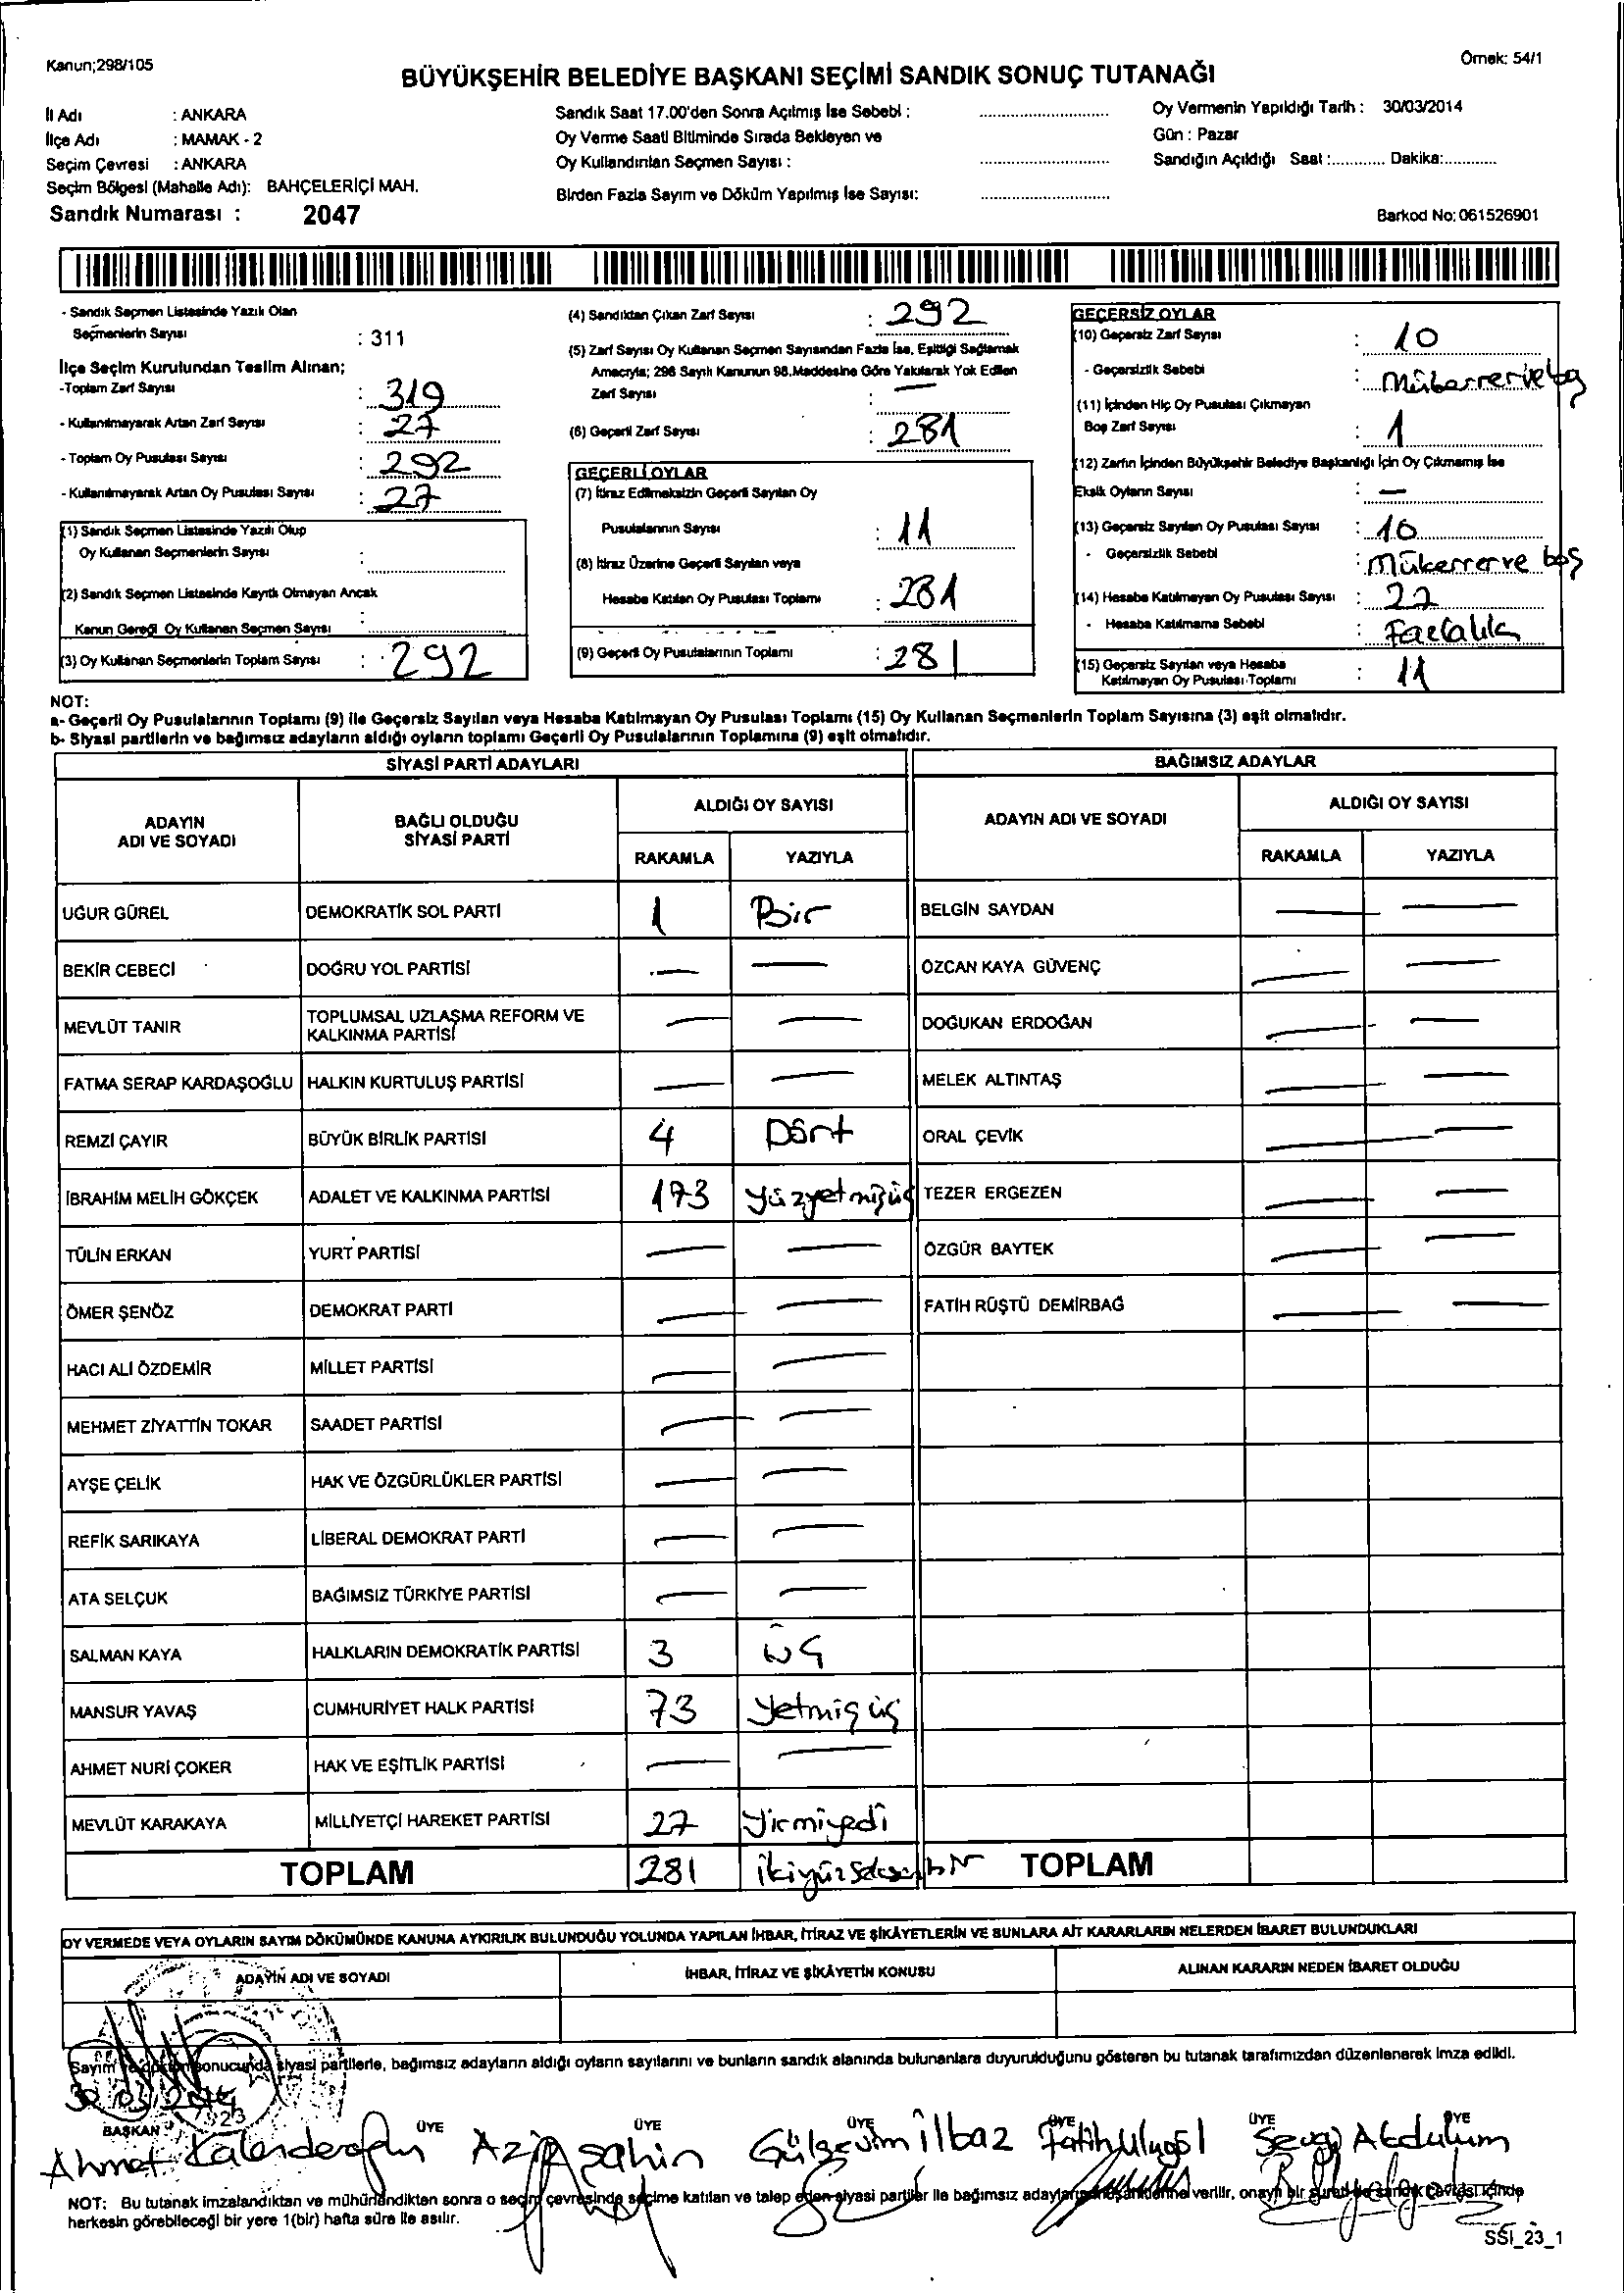 Kanun;298/105
Örnek: 54/1
BÜYÜKŞEHİR BELEDİYE BAŞKANI SEÇİMİ SANDIK SONUÇ TUTANAĞI
İl Adı : ANKARA
İlçe Adı : MAMAK - 2
Seçim Çevresi : ANKARA
Seçim Bölgesi (Mahalle Adı): BAHÇELERİÇİ MAH.
Sandık Numarası : 2047
Sandık Saat 17.00'den Sonra Açılmış İse Sebebi :
Oy Verme Saati Bitiminde Sırada Bekleyen ve
Oy Kullandırılan Seçmen Sayısı :
Birden Fazla Sayım ve Döküm Yapılmış İse Sayısı:
Oy Vermenin Yapıldığı Tarih : 30/03/2014
Gün : Pazar
Sandığın Açıldığı Saat :............ Dakika:............
Barkod No: 061526901
- Sandık Seçmen Listesinde Yazılı Olan
Seçmenlerin Sayısı : 311
İlçe Seçim Kurulundan Teslim Alınan;
-Toplam Zarf Sayısı : 319
- Kullanılmayarak Artan Zarf Sayısı : 27
- Toplam Oy Pusulası Sayısı : 292
- Kullanılmayarak Artan Oy Pusulası Sayısı : 27
(1) Sandık Seçmen Listesinde Yazılı Olup
Oy Kullanan Seçmenlerin Sayısı :
(2) Sandık Seçmen Listesinde Kayıtlı Olmayan Ancak
Kanun Gereği Oy Kullanan Seçmen Sayısı :
(3) Oy Kullanan Seçmenlerin Toplam Sayısı : 292
(4) Sandıktan Çıkan Zarf Sayısı : 292
(5) Zarf Sayısı Oy Kullanan Seçmen Sayısından Fazla İse, Eşitliği Sağlamak
Amacıyla; 298 Sayılı Kanunun 98.Maddesine Göre Yakılarak Yok Edilen
Zarf Sayısı : —
(6) Geçerli Zarf Sayısı : 281
GEÇERLİ OYLAR
(7) İtiraz Edilmeksizin Geçerli Sayılan Oy
Pusulalarının Sayısı : 11
(8) İtiraz Üzerine Geçerli Sayılan veya
Hesaba Katılan Oy Pusulası Toplamı : 281
(9) Geçerli Oy Pusulalarının Toplamı : 281
GEÇERSİZ OYLAR
(10) Geçersiz Zarf Sayısı : 10
- Geçersizlik Sebebi : Mükerrer ve boş
(11) İçinden Hiç Oy Pusulası Çıkmayan
Boş Zarf Sayısı : 1
(12) Zarfın İçinden Büyükşehir Belediye Başkanlığı İçin Oy Çıkmamış İse
Eksik Oyların Sayısı : —
(13) Geçersiz Sayılan Oy Pusulası Sayısı : 10
- Geçersizlik Sebebi : Mükerrer ve boş
(14) Hesaba Katılmayan Oy Pusulası Sayısı : 27
- Hesaba Katılmama Sebebi : Fazlalık
(15) Geçersiz Sayılan veya Hesaba
Katılmayan Oy Pusulası Toplamı : 11
NOT:
a- Geçerli Oy Pusulalarının Toplamı (9) ile Geçersiz Sayılan veya Hesaba Katılmayan Oy Pusulası Toplamı (15) Oy Kullanan Seçmenlerin Toplam Sayısına (3) eşit olmalıdır.
b- Siyasi partilerin ve bağımsız adayların aldığı oyların toplamı Geçerli Oy Pusulalarının Toplamına (9) eşit olmalıdır.
SİYASİ PARTİ ADAYLARI BAĞIMSIZ ADAYLAR
ADAYIN ADI VE SOYADI BAĞLI OLDUĞU SİYASİ PARTİ ALDIĞI OY SAYISI ADAYIN ADI VE SOYADI ALDIĞI OY SAYISI
RAKAMLA YAZIYLA RAKAMLA YAZIYLA
UĞUR GÜREL DEMOKRATİK SOL PARTİ 1 Bir BELGİN SAYDAN — —
BEKİR CEBECİ DOĞRU YOL PARTİSİ — — ÖZCAN KAYA GÜVENÇ — —
MEVLÜT TANIR TOPLUMSAL UZLAŞMA REFORM VE KALKINMA PARTİSİ — — DOĞUKAN ERDOĞAN — —
FATMA SERAP KARDAŞOĞLU HALKIN KURTULUŞ PARTİSİ — — MELEK ALTINTAŞ — —
REMZİ ÇAYIR BÜYÜK BİRLİK PARTİSİ 4 Dört ORAL ÇEVİK — —
İBRAHİM MELİH GÖKÇEK ADALET VE KALKINMA PARTİSİ 173 yüzyetmişüç TEZER ERGEZEN — —
TÜLİN ERKAN YURT PARTİSİ — — ÖZGÜR BAYTEK — —
ÖMER ŞENÖZ DEMOKRAT PARTİ — — FATİH RÜŞTÜ DEMİRBAĞ — —
HACI ALİ ÖZDEMİR MİLLET PARTİSİ — —
MEHMET ZİYATTİN TOKAR SAADET PARTİSİ — —
AYŞE ÇELİK HAK VE ÖZGÜRLÜKLER PARTİSİ — —
REFİK SARIKAYA LİBERAL DEMOKRAT PARTİ — —
ATA SELÇUK BAĞIMSIZ TÜRKİYE PARTİSİ — —
SALMAN KAYA HALKLARIN DEMOKRATİK PARTİSİ 3 üç
MANSUR YAVAŞ CUMHURİYET HALK PARTİSİ 73 Yetmiş üç
AHMET NURİ ÇOKER HAK VE EŞİTLİK PARTİSİ — —
MEVLÜT KARAKAYA MİLLİYETÇİ HAREKET PARTİSİ 27 Yirmiyedi
TOPLAM 281 ikiyüzseksenbir TOPLAM
OY VERMEDE VEYA OYLARIN SAYIM DÖKÜMÜNDE KANUNA AYKIRILIK BULUNDUĞU YOLUNDA YAPILAN İHBAR, İTİRAZ VE ŞİKÂYETLERİN VE BUNLARA AİT KARARLARIN NELERDEN İBARET BULUNDUKLARI
ADAYIN ADI VE SOYADI İHBAR, İTİRAZ VE ŞİKÂYETİN KONUSU ALINAN KARARIN NEDEN İBARET OLDUĞU
Sayım ve döküm sonucunda siyasi partilerle, bağımsız adayların aldığı oyların sayılarını ve bunların sandık alanında bulunanlara duyurulduğunu gösteren bu tutanak tarafımızdan düzenlenerek imza edildi.
30/03/2014
BAŞKAN ÜYE ÜYE ÜYE ÜYE ÜYE ÜYE
Ahmet Kalenderoğlu Aziz Şahin Gülsevim İlbaz Fatih Sevgi
NOT: Bu tutanak imzalandıktan ve mühürlendikten sonra o seçim çevresinde seçime katılan ve talep eden siyasi partiler ile bağımsız adayların müşahitlerine verilir, onaylı bir sureti de sandık çevresi içinde
herkesin görebileceği bir yere 1(bir) hafta süre ile asılır.
SSİ_23_1